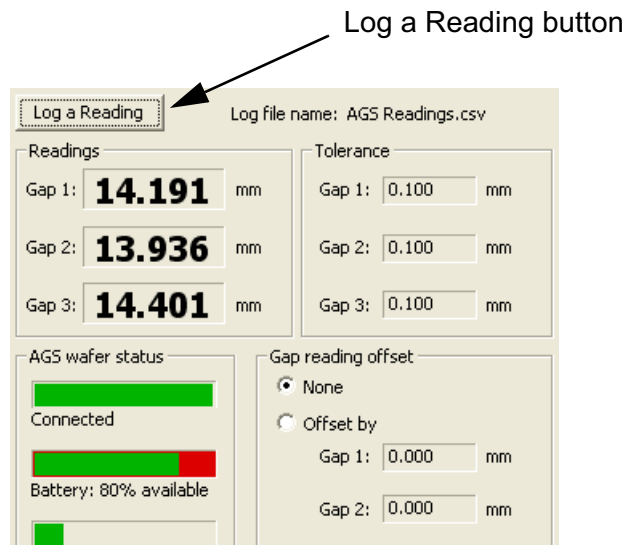 Log a Reading button
Log a Reading
Log file name: AGS Readings.csv
Readings
Gap 1: 14.191 mm
Gap 2: 13.936 mm
Gap 3: 14.401 mm
Tolerance
Gap 1: 0.100 mm
Gap 2: 0.100 mm
Gap 3: 0.100 mm
AGS wafer status
Connected
Battery: 80% available
Gap reading offset
None
Offset by
Gap 1: 0.000 mm
Gap 2: 0.000 mm